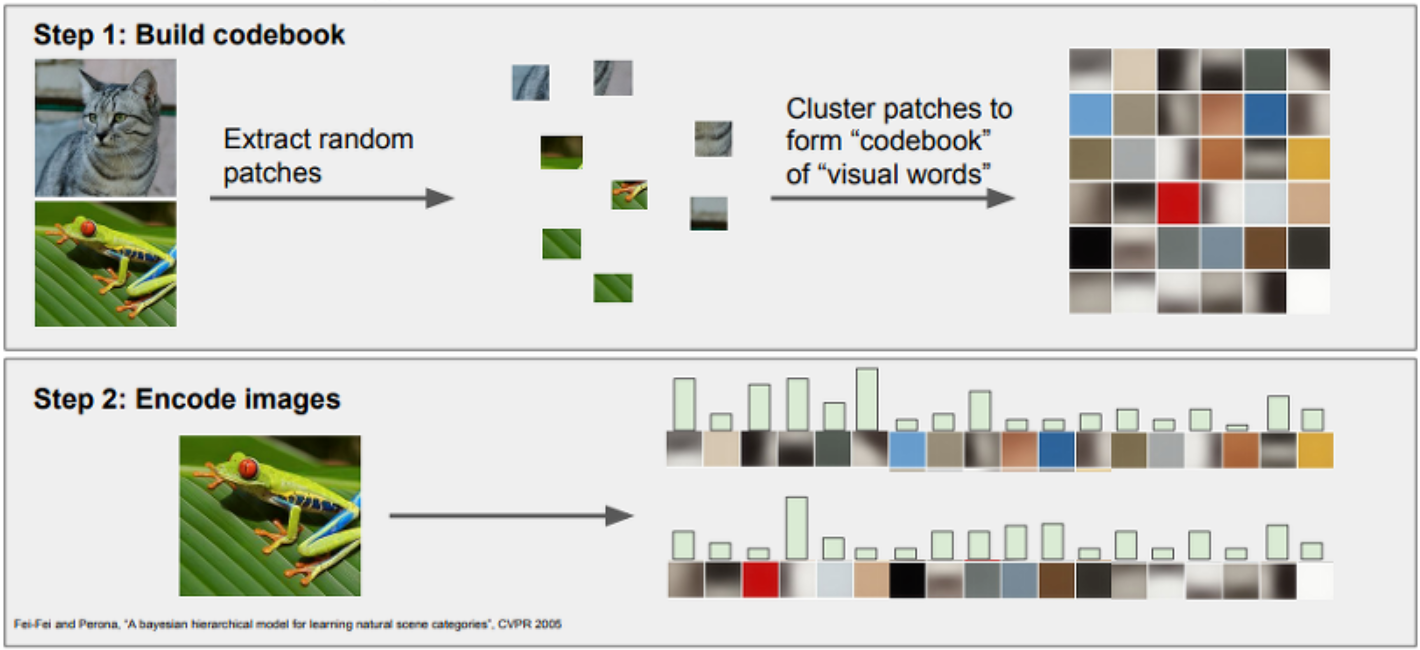 Step 1: Build codebook
Extract random
patches
Cluster patches to
form “codebook”
of “visual words”
Step 2: Encode images
Fei-Fei and Perona, “A bayesian hierarchical model for learning natural scene categories”, CVPR 2005